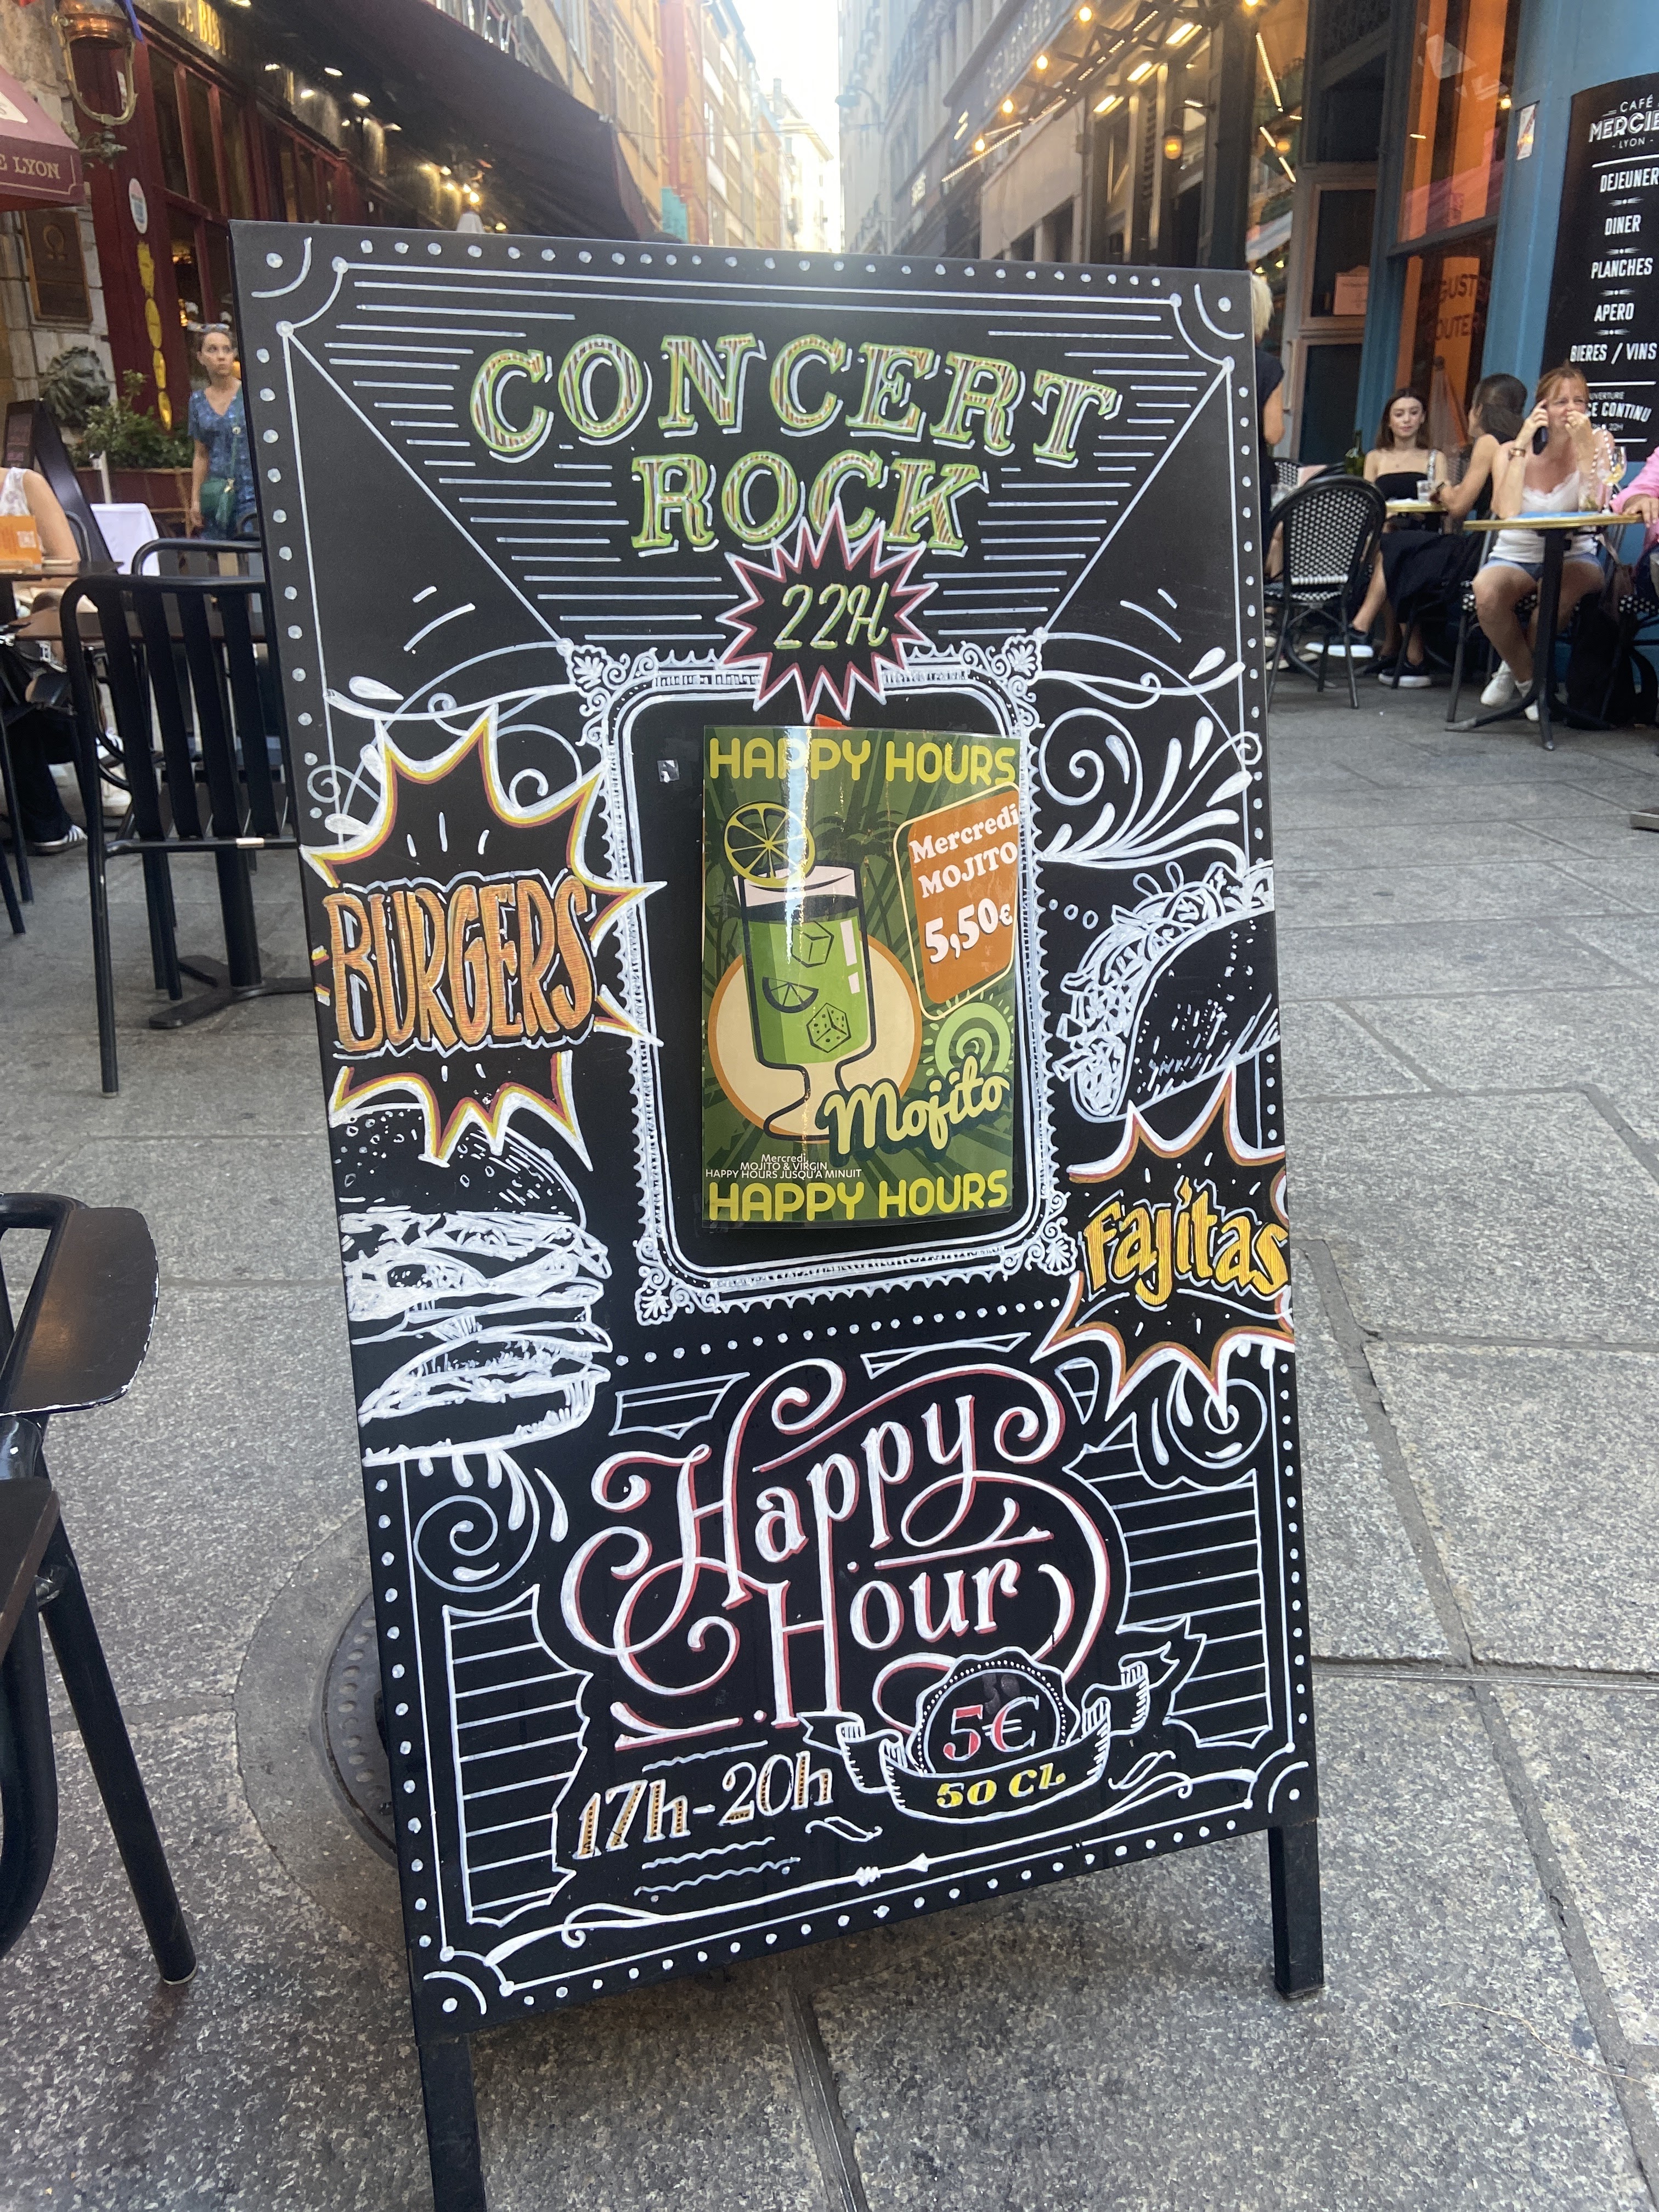 CONCERT
ROCK
22H
HAPPY HOURS
Mercredi
MOJITO
5,50€
Mojito
Mercredi,
MOJITO & VIRGIN
HAPPY HOURS JUSQU'A MINUIT
HAPPY HOURS
BURGERS
Fajitas
Happy
Hour
5€
50 CL
17h-20h
LYON
CAFÉ
MERCIE
- LYON -
DEJEUNER
DINER
PLANCHES
APERO
BIERES / VINS
CE CONTINU